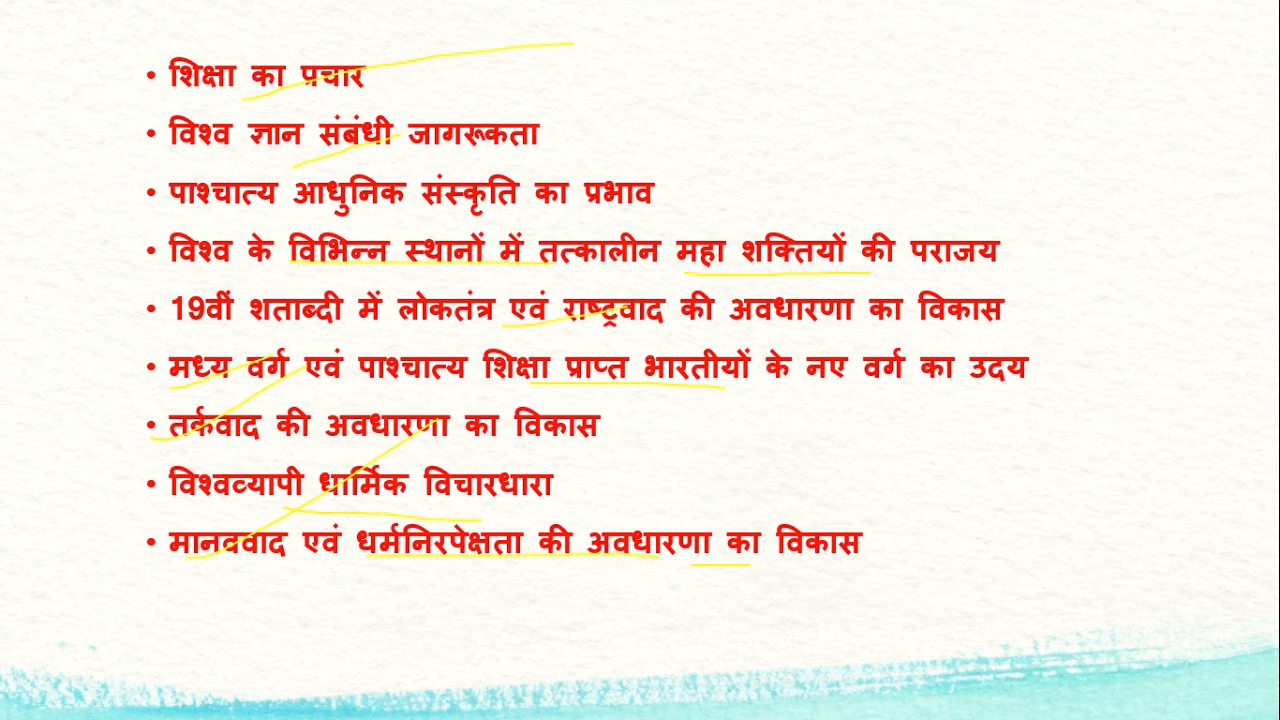 • शिक्षा का प्रचार
• विश्व ज्ञान संबंधी जागरूकता
• पाश्चात्य आधुनिक संस्कृति का प्रभाव
• विश्व के विभिन्न स्थानों में तत्कालीन महा शक्तियों की पराजय
• 19वीं शताब्दी में लोकतंत्र एवं राष्ट्रवाद की अवधारणा का विकास
• मध्य वर्ग एवं पाश्चात्य शिक्षा प्राप्त भारतीयों के नए वर्ग का उदय
• तर्कवाद की अवधारणा का विकास
• विश्वव्यापी धार्मिक विचारधारा
• मानववाद एवं धर्मनिरपेक्षता की अवधारणा का विकास